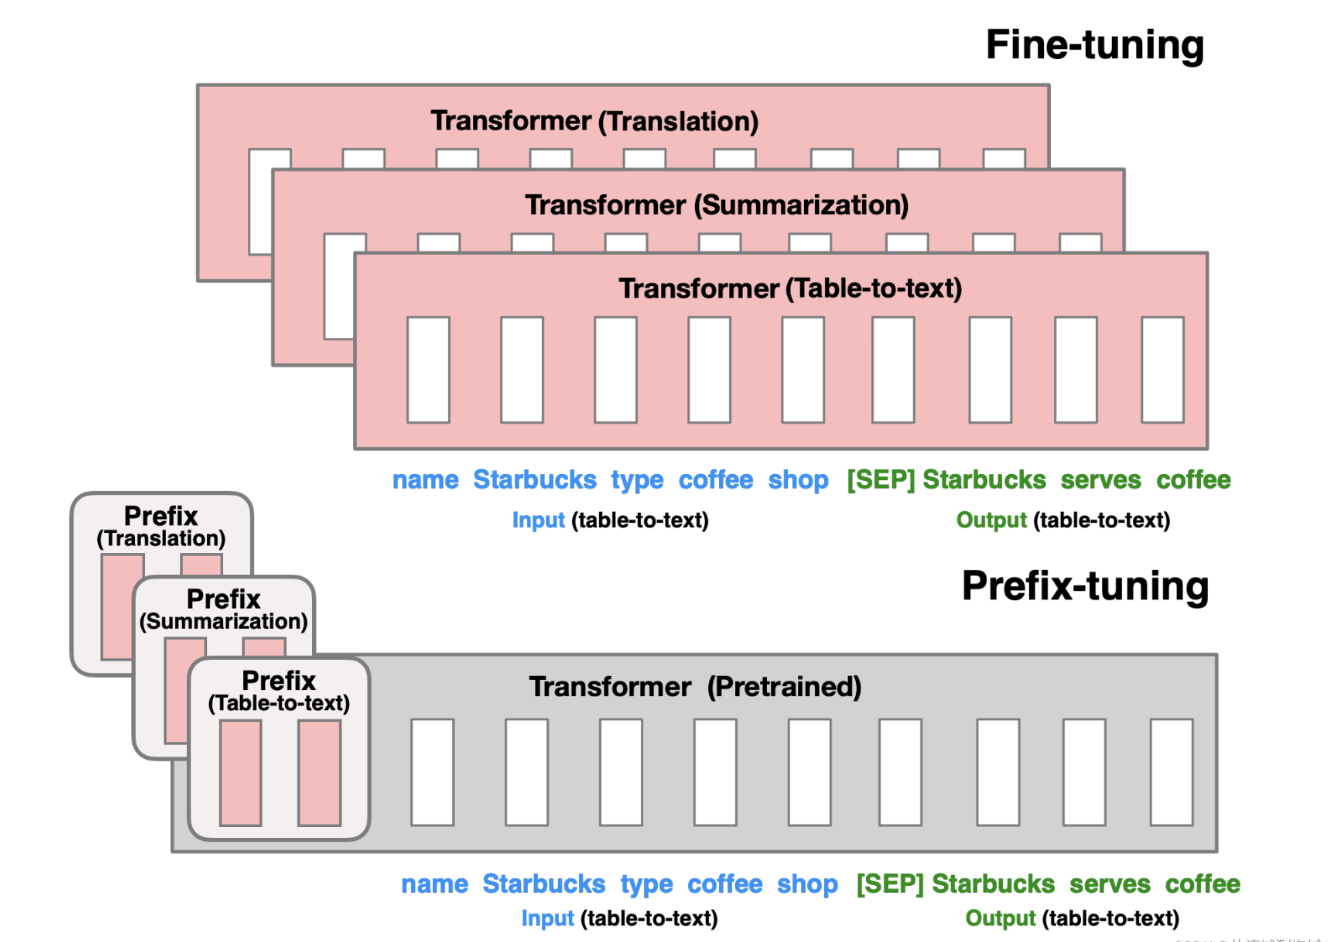 Fine-tuning
Transformer (Translation)
Transformer (Summarization)
Transformer (Table-to-text)
name Starbucks type coffee shop [SEP] Starbucks serves coffee
Input (table-to-text) Output (table-to-text)
Prefix
(Translation)
Prefix-tuning
Prefix
(Summarization)
Prefix
(Table-to-text)
Transformer (Pretrained)
name Starbucks type coffee shop [SEP] Starbucks serves coffee
Input (table-to-text) Output (table-to-text)